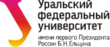 Уральский
федеральный
университет
имени первого Президента
России Б.Н.Ельцина